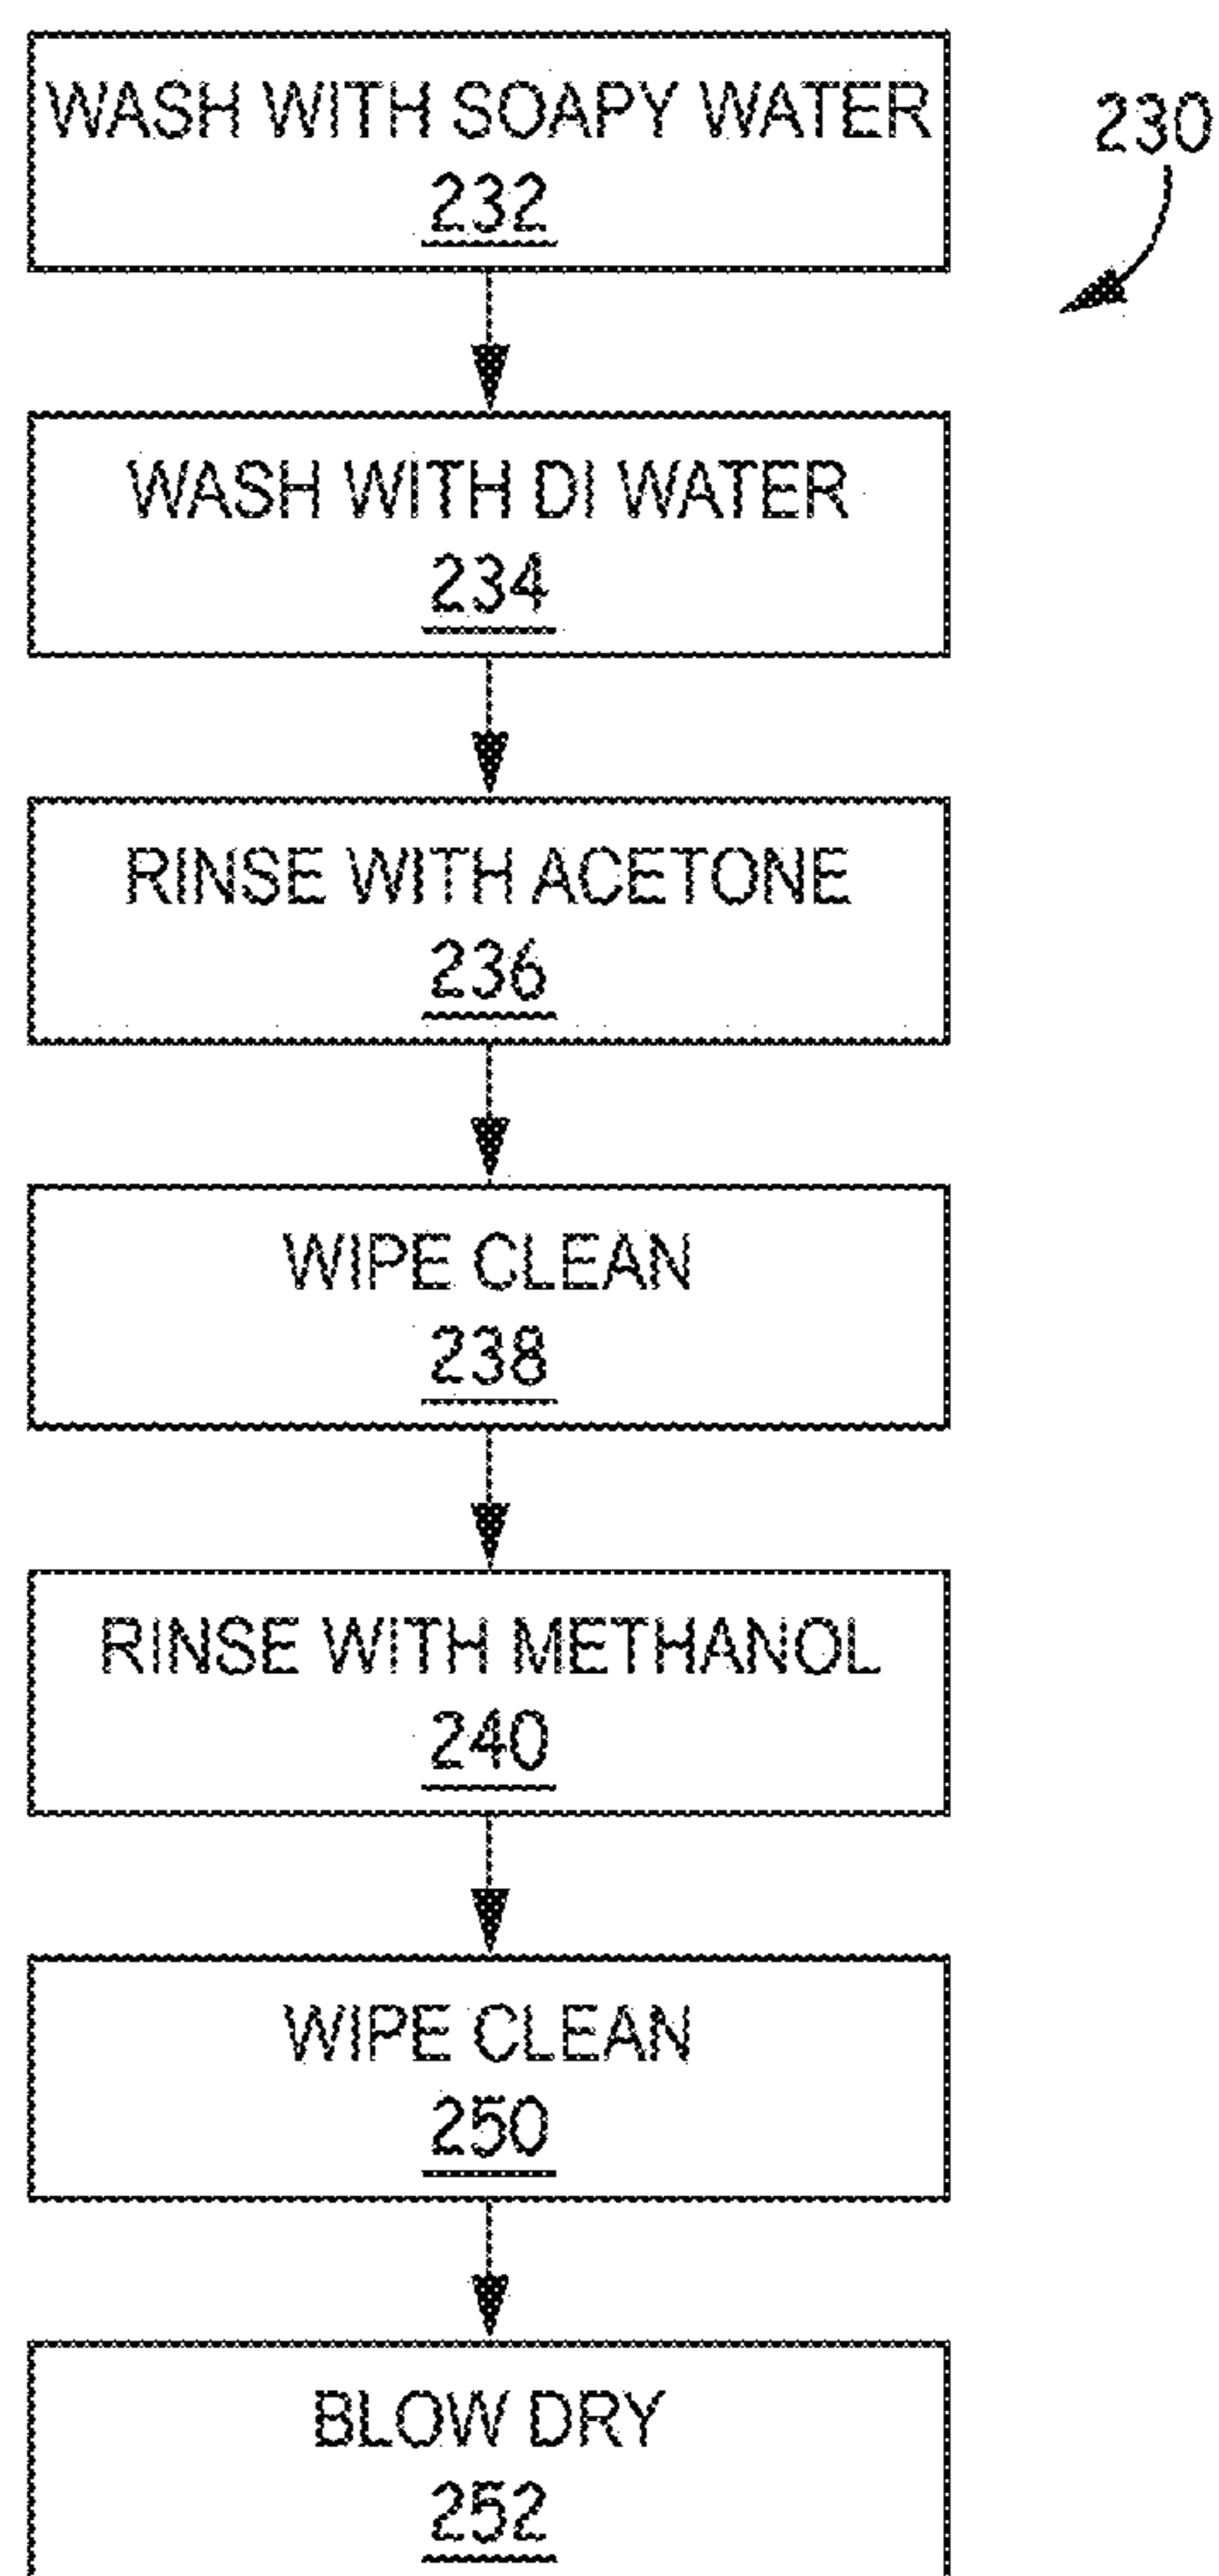 WASH WITH SOAPY WATER
232
230
WASH WITH DI WATER
234
RINSE WITH ACETONE
236
WIPE CLEAN
238
RINSE WITH METHANOL
240
WIPE CLEAN
250
BLOW DRY
252